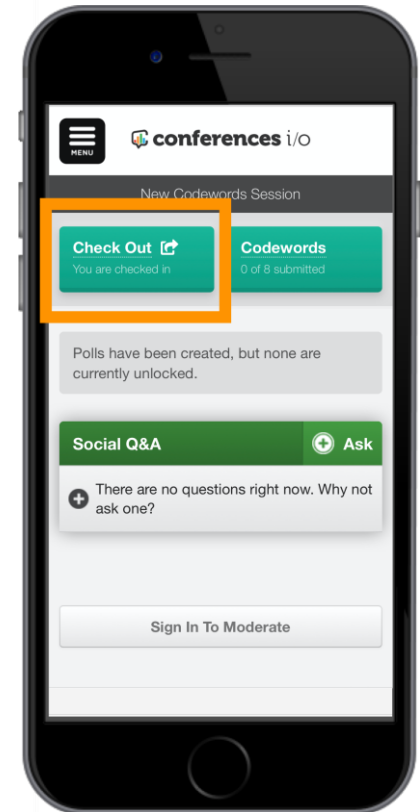 MENU
conferences i/o
New Codewords Session
Check Out
You are checked in
Codewords
0 of 8 submitted
Polls have been created, but none are
currently unlocked.
Social Q&A
Ask
There are no questions right now. Why not
ask one?
Sign In To Moderate